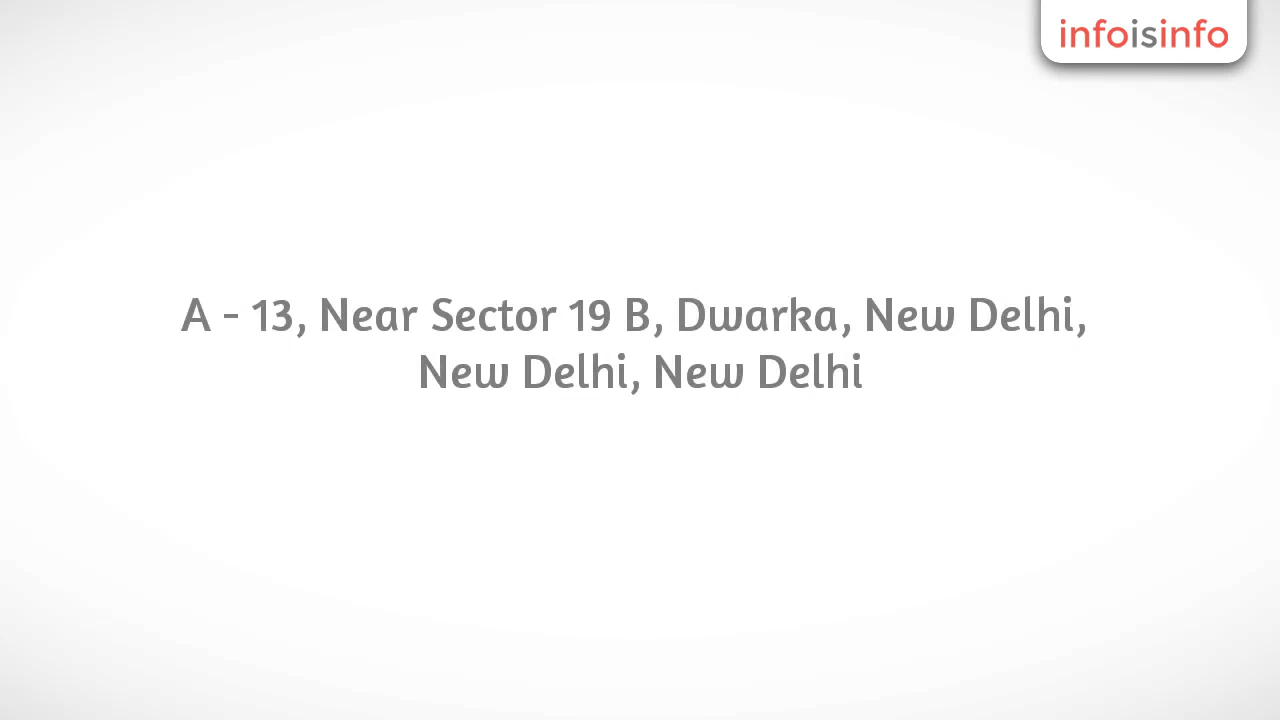 infoisinfo
A - 13, Near Sector 19 B, Dwarka, New Delhi,
New Delhi, New Delhi